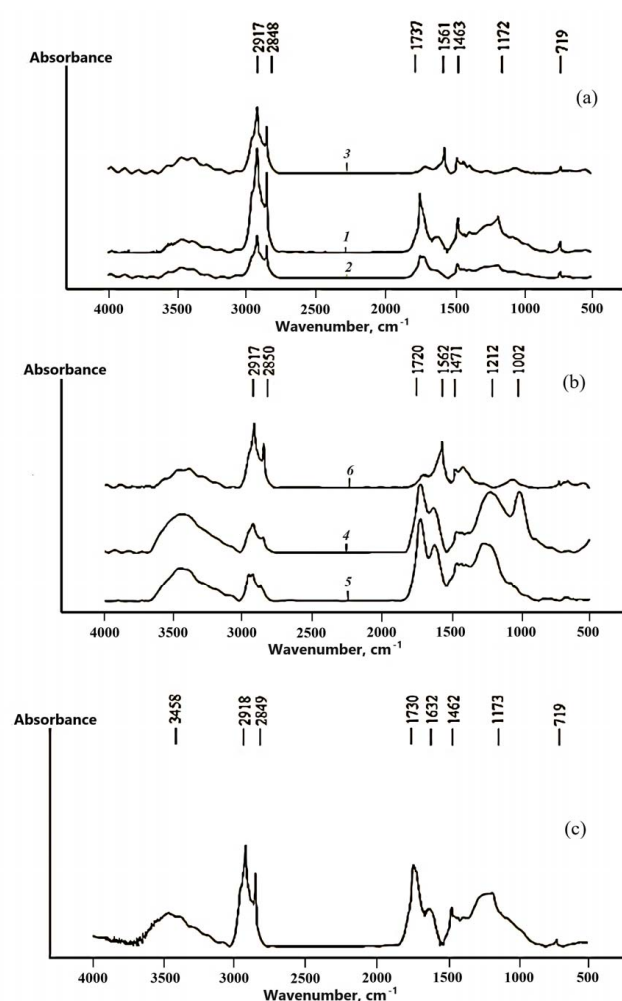 2917 2848 1737 1561 1463 1172 719
Absorbance
(a)
3
1
2
4000 3500 3000 2500 2000 1500 1000 500
Wavenumber, cm-1
2917 2850 1720 1562 1471 1212 1002
Absorbance
(b)
6
4
5
4000 3500 3000 2500 2000 1500 1000 500
Wavenumber, cm-1
3458 2918 2849 1730 1632 1462 1173 719
Absorbance
(c)
4000 3500 3000 2500 2000 1500 1000 500
Wavenumber, cm-1